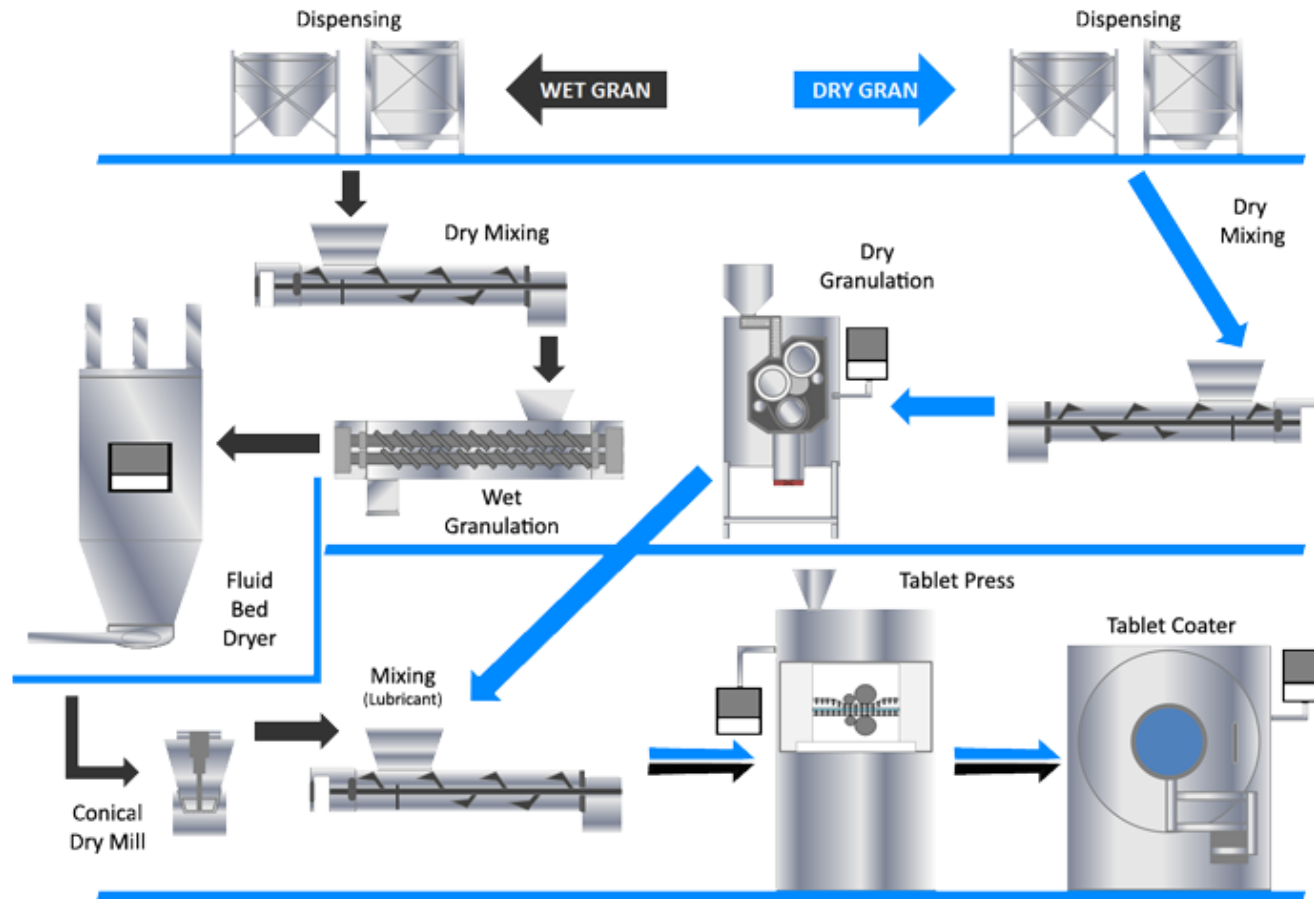 Dispensing
Dispensing
WET GRAN
DRY GRAN
Dry Mixing
Dry
Mixing
Dry
Granulation
Wet
Granulation
Fluid
Bed
Dryer
Tablet Press
Tablet Coater
Mixing
(Lubricant)
Conical
Dry Mill